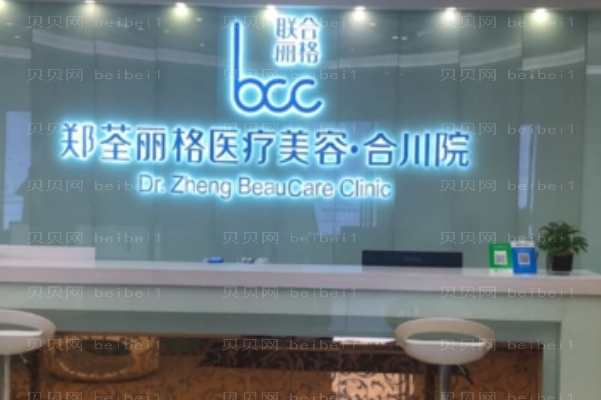 联合
丽格
bcc
郑荃丽格医疗美容·合川院
Dr. Zheng BeauCare Clinic
贝贝网 beibei1